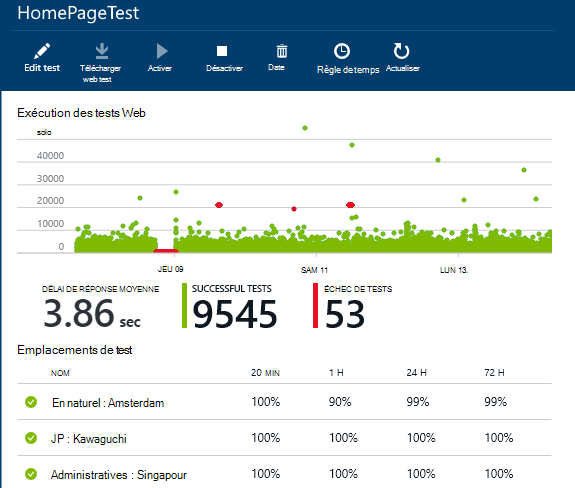 HomePageTest
Edit test
Télécharger web test
Activer
Désactiver
Date
Règle de temps
Actualiser
Exécution des tests Web
solo
40000
30000
20000
10000
0
JEU 09
SAM 11
LUN 13.
DÉLAI DE RÉPONSE MOYENNE
3.86 sec
SUCCESSFUL TESTS
9545
ÉCHEC DE TESTS
53
Emplacements de test
NOM 20 MIN 1 H 24 H 72 H
En naturel : Amsterdam 100% 90% 99% 99%
JP : Kawaguchi 100% 100% 100% 100%
Administratives : Singapour 100% 100% 100% 100%